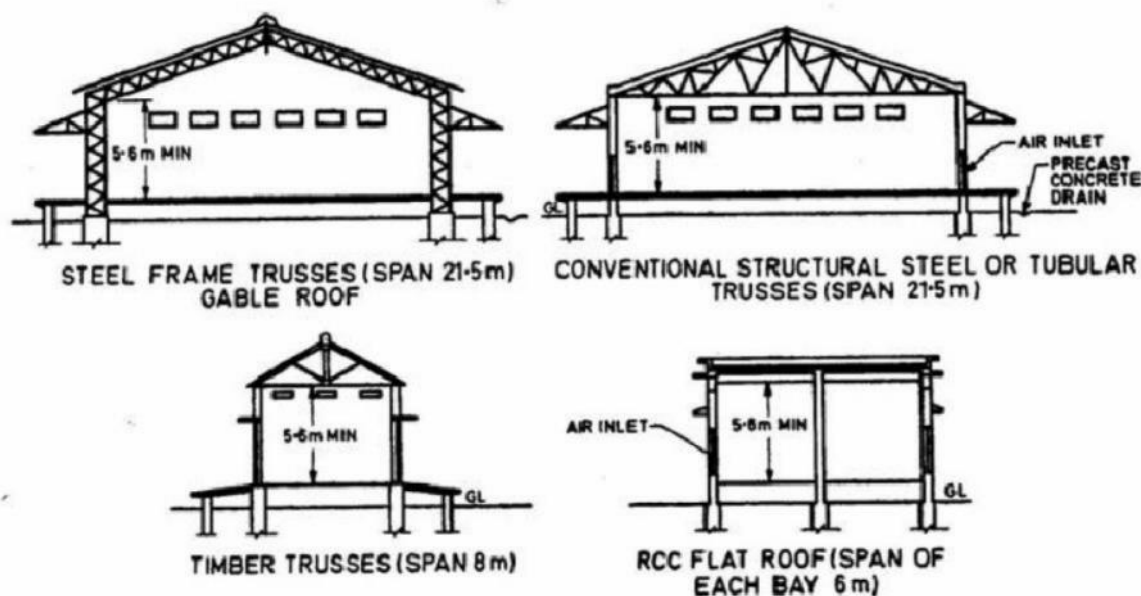 5·6m MIN
STEEL FRAME TRUSSES (SPAN 21·5m)
GABLE ROOF
5·6m MIN
AIR INLET
PRECAST
CONCRETE
DRAIN
GL
CONVENTIONAL STRUCTURAL STEEL OR TUBULAR
TRUSSES (SPAN 21·5m)
5·6m MIN
GL
TIMBER TRUSSES (SPAN 8m)
AIR INLET
5·6m MIN
GL
RCC FLAT ROOF (SPAN OF
EACH BAY 6m)